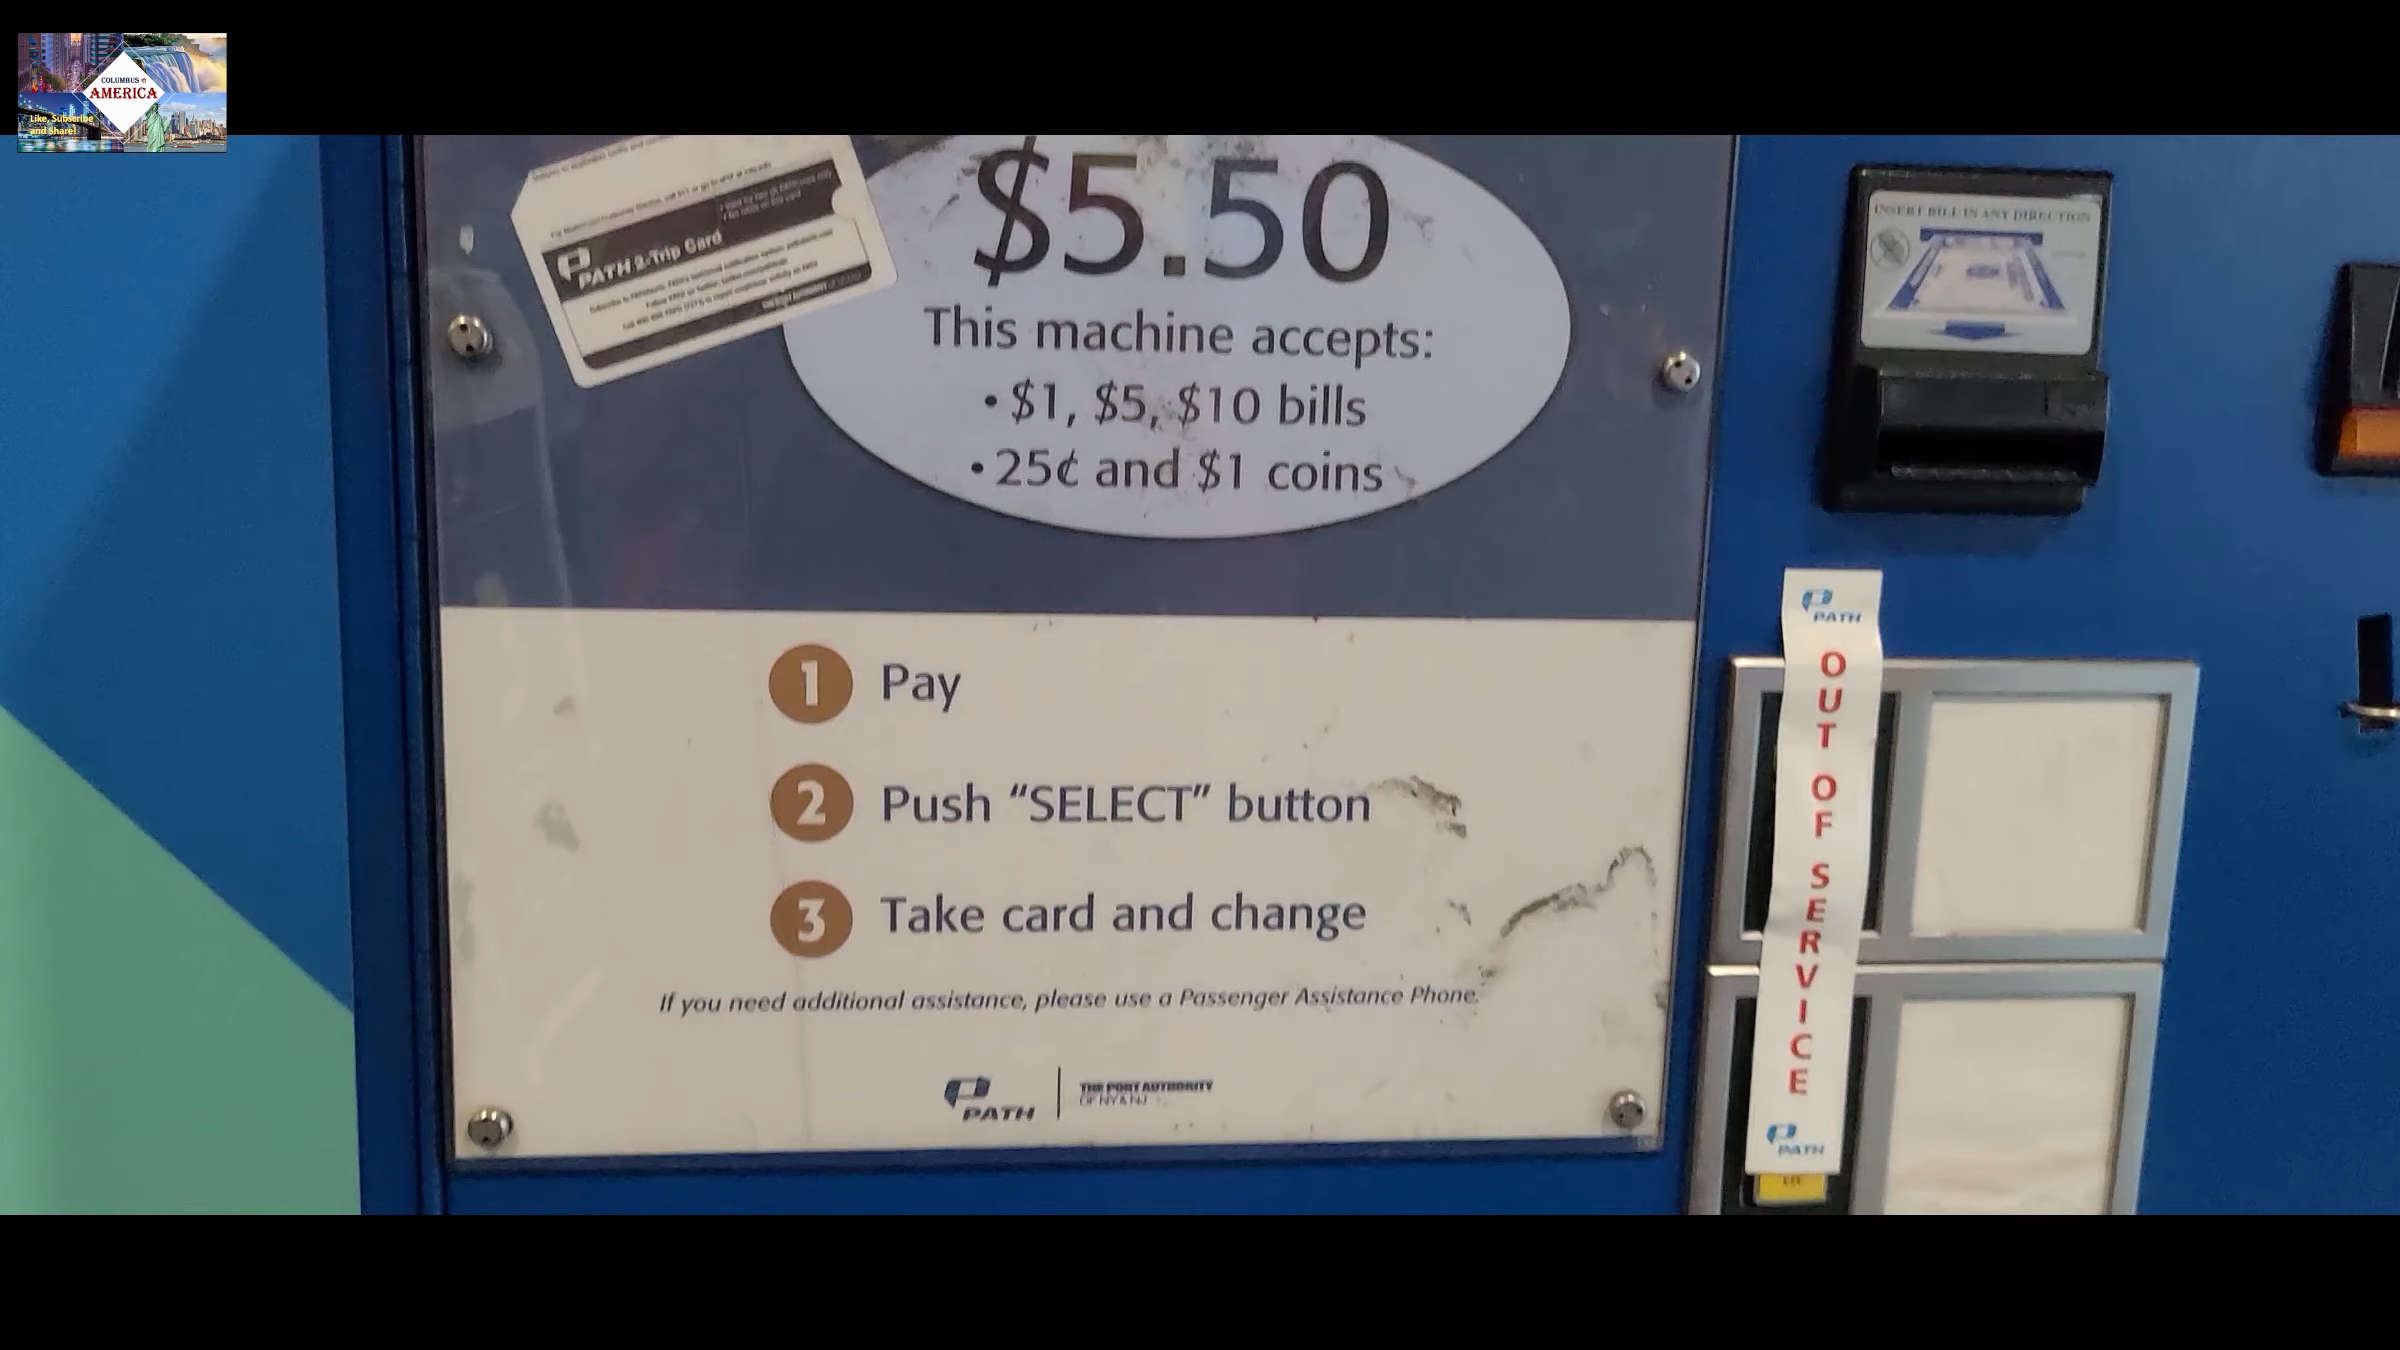 COLUMBUS in
AMERICA
Like, Subscribe
and Share!
PATH 2-Trip Card
$5.50
This machine accepts:
• $1, $5, $10 bills
• 25¢ and $1 coins
1 Pay
2 Push “SELECT” button
3 Take card and change
If you need additional assistance, please use a Passenger Assistance Phone.
PATH
THE PORT AUTHORITY
OF NY & NJ
INSERT BILL IN ANY DIRECTION
PATH
OUT OF SERVICE
PATH